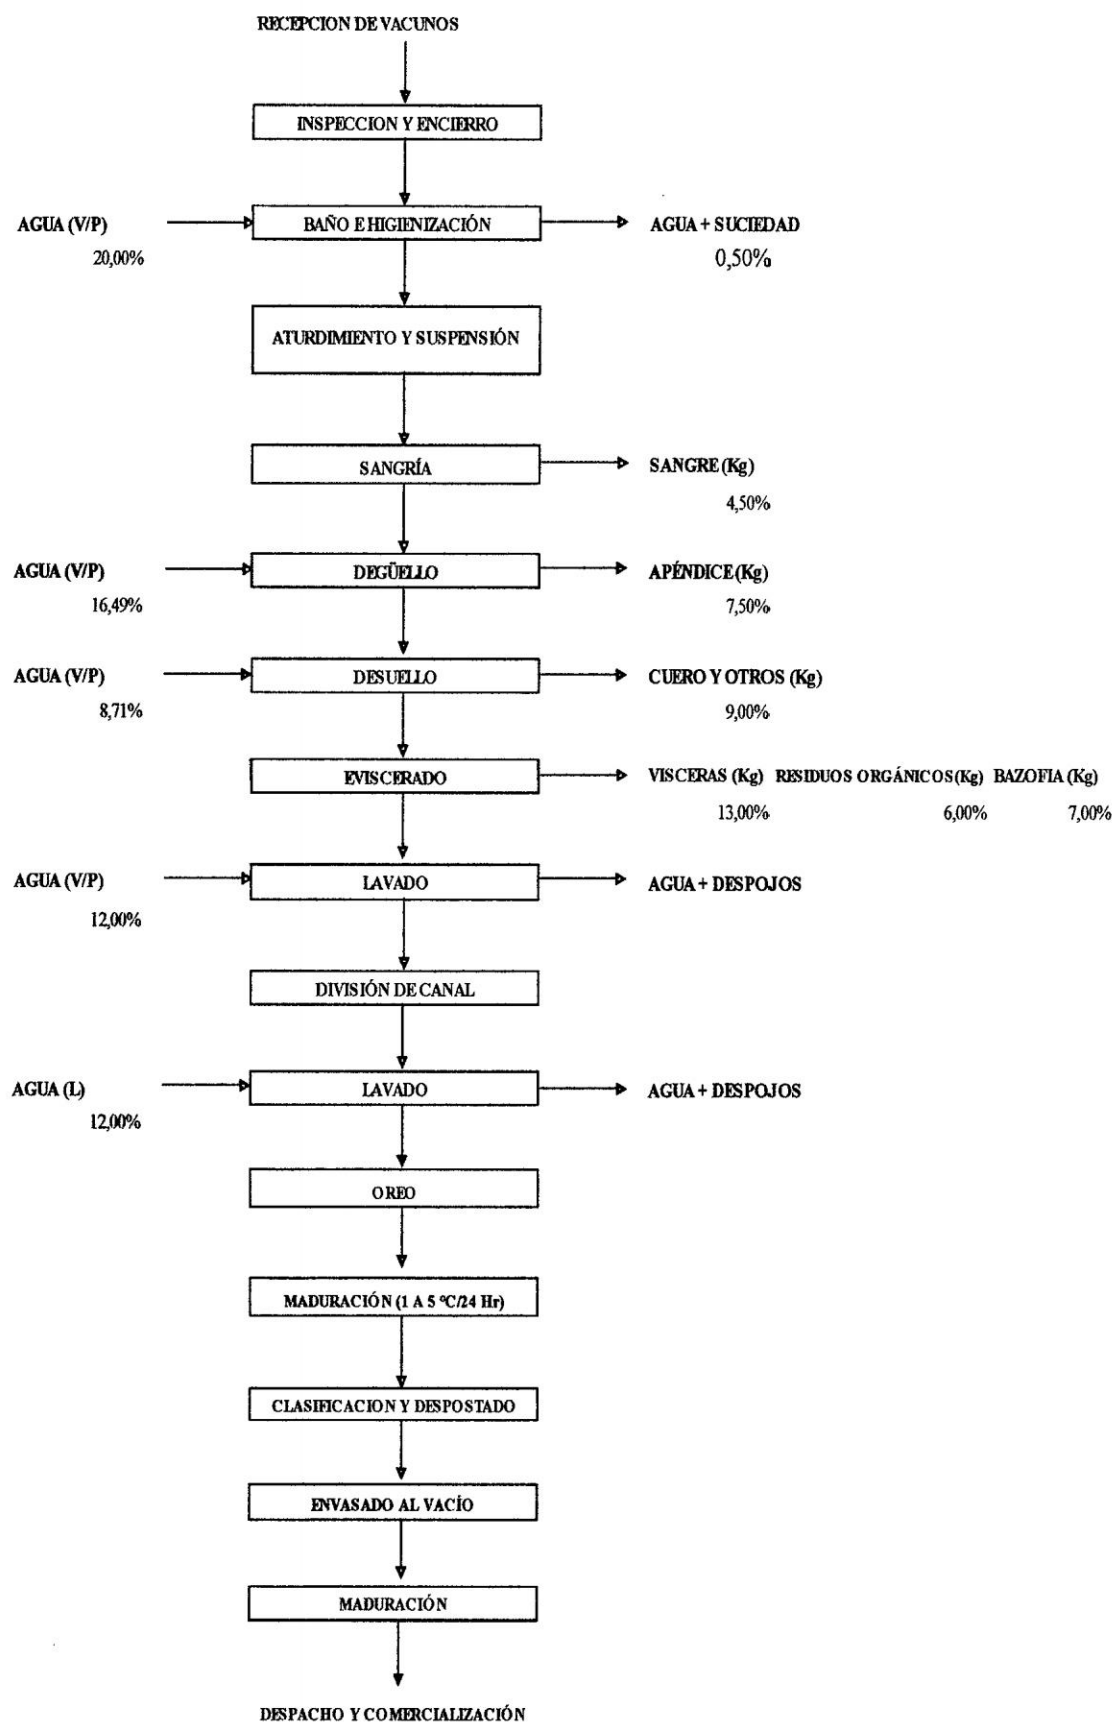 RECEPCION DE VACUNOS
INSPECCION Y ENCIERRO
AGUA (V/P)
BAÑO E HIGIENIZACIÓN
AGUA + SUCIEDAD
20,00%
0,50%
ATURDIMIENTO Y SUSPENSIÓN
SANGRÍA
SANGRE (Kg)
4,50%
AGUA (V/P)
DEGÜELLO
APÉNDICE (Kg)
16,49%
7,50%
AGUA (V/P)
DESUELLO
CUERO Y OTROS (Kg)
8,71%
9,00%
EVISCERADO
VISCERAS (Kg) RESIDUOS ORGÁNICOS (Kg) BAZOFIA (Kg)
13,00% 6,00% 7,00%
AGUA (V/P)
LAVADO
AGUA + DESPOJOS
12,00%
DIVISIÓN DE CANAL
AGUA (L)
LAVADO
AGUA + DESPOJOS
12,00%
OREO
MADURACIÓN (1 A 5 ºC/24 Hr)
CLASIFICACION Y DESPOSTADO
ENVASADO AL VACÍO
MADURACIÓN
DESPACHO Y COMERCIALIZACIÓN